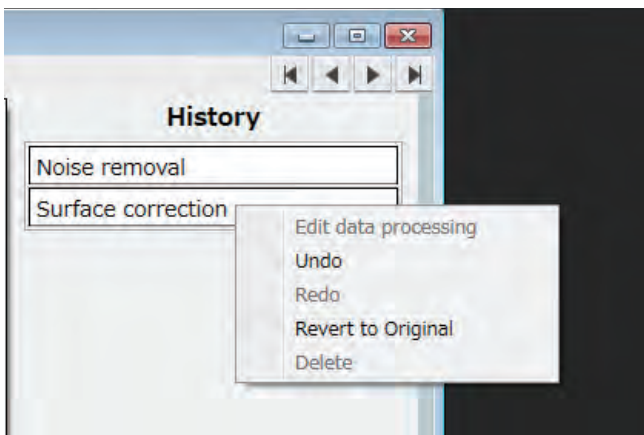 History
Noise removal
Surface correction
Edit data processing
Undo
Redo
Revert to Original
Delete